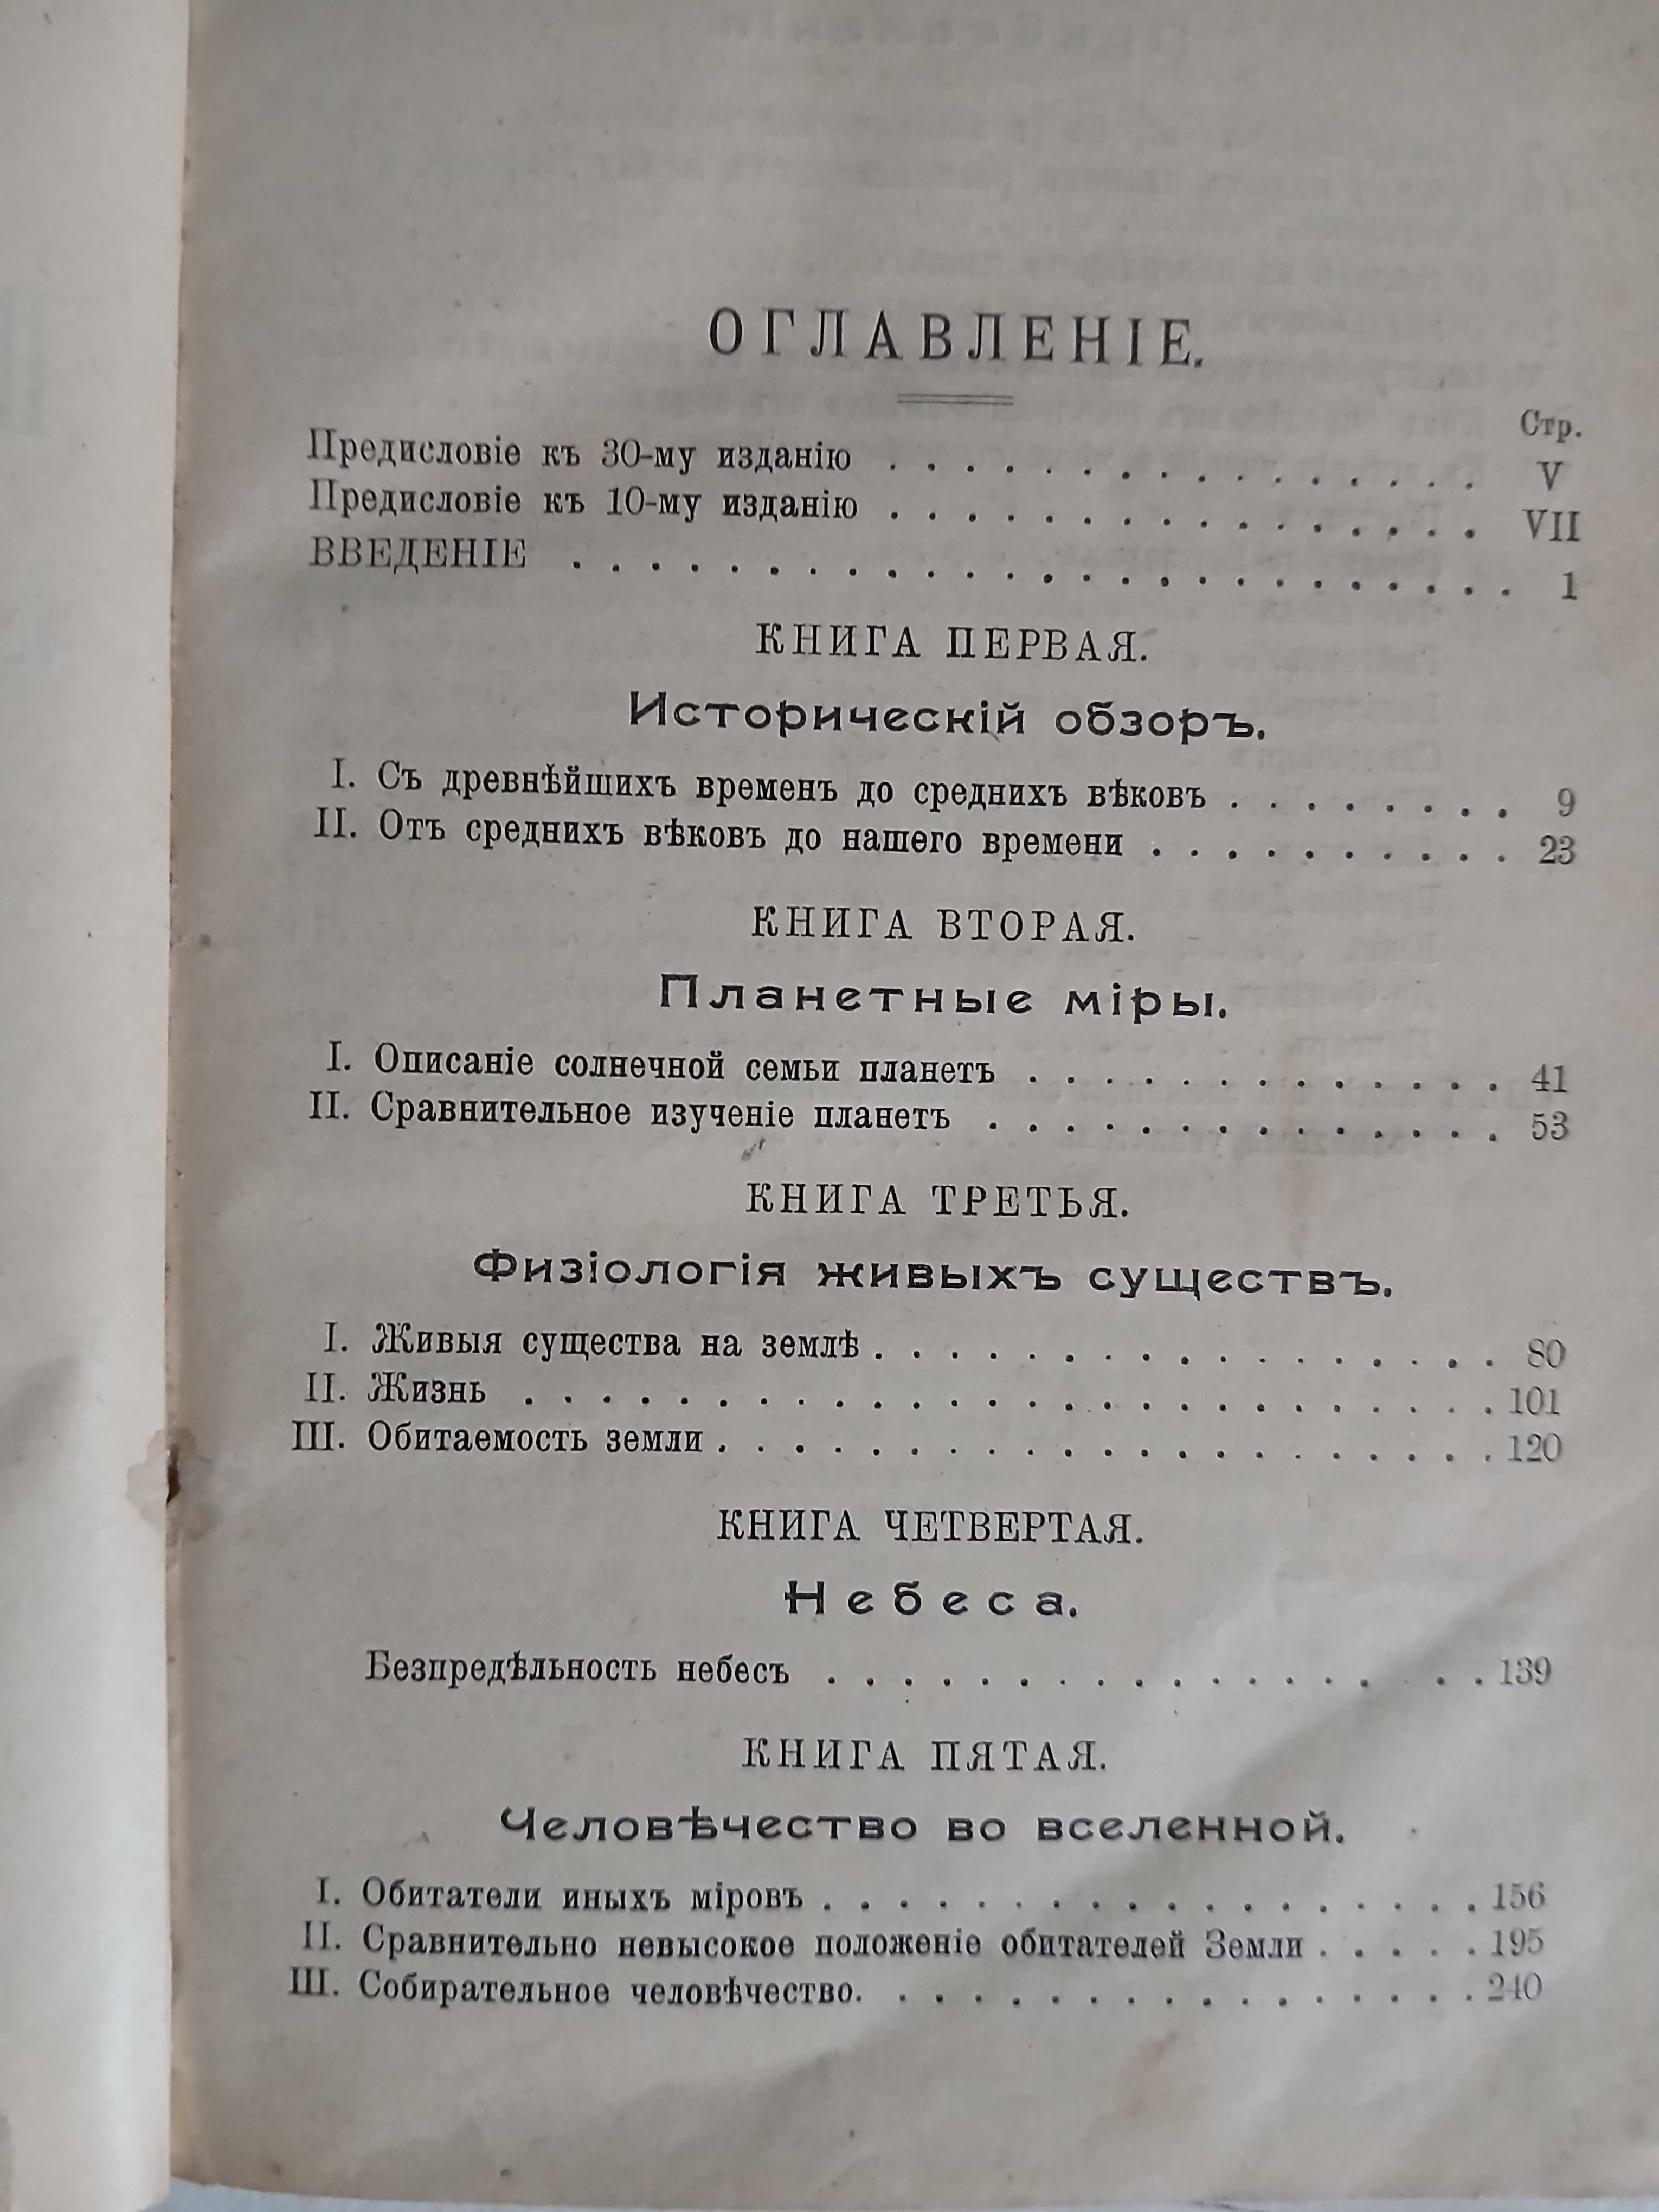 ОГЛАВЛЕНІЕ.
Стр.
Предисловіе къ 30-му изданію . . . . . . . . . . . . . . . V
Предисловіе къ 10-му изданію . . . . . . . . . . . . . . . VII
ВВЕДЕНІЕ . . . . . . . . . . . . . . . . . . . . . . . . 1
КНИГА ПЕРВАЯ.
Историческій обзоръ.
I. Съ древнѣйшихъ временъ до среднихъ вѣковъ . . . . . . . . 9
II. Отъ среднихъ вѣковъ до нашего времени . . . . . . . . . . 23
КНИГА ВТОРАЯ.
Планетные міры.
I. Описаніе солнечной семьи планетъ . . . . . . . . . . . . 41
II. Сравнительное изученіе планетъ . . . . . . . . . . . . . 53
КНИГА ТРЕТЬЯ.
Физіологія живыхъ существъ.
I. Живыя существа на землѣ . . . . . . . . . . . . . . . . 80
II. Жизнь . . . . . . . . . . . . . . . . . . . . . . . . 101
III. Обитаемость земли . . . . . . . . . . . . . . . . . . . 120
КНИГА ЧЕТВЕРТАЯ.
Небеса.
Безпредѣльность небесъ . . . . . . . . . . . . . . . . 139
КНИГА ПЯТАЯ.
Человѣчество во вселенной.
I. Обитатели иныхъ міровъ . . . . . . . . . . . . . . . . . 156
II. Сравнительно невысокое положеніе обитателей Земли . . . . . 195
III. Собирательное человѣчество. . . . . . . . . . . . . . . . 240